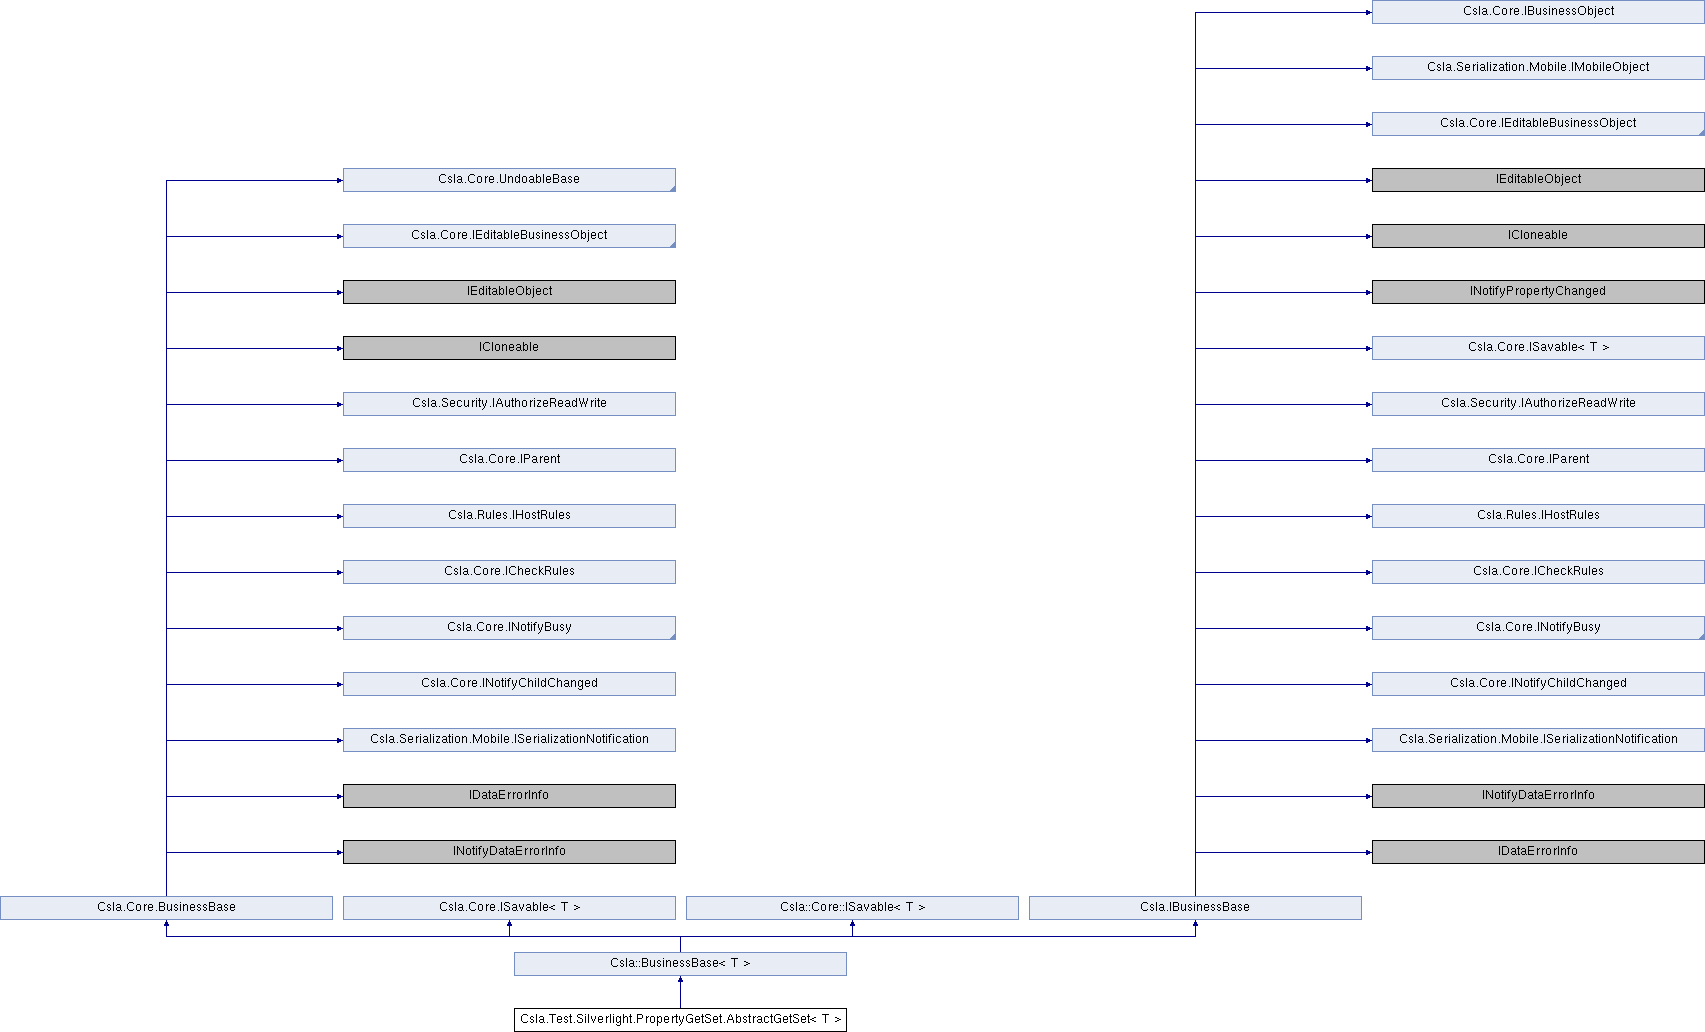 Csla.Core.IBusinessObject
Csla.Serialization.Mobile.IMobileObject
Csla.Core.IEditableBusinessObject
Csla.Core.UndoableBase
IEditableObject
Csla.Core.IEditableBusinessObject
ICloneable
IEditableObject
INotifyPropertyChanged
ICloneable
Csla.Core.ISavable< T >
Csla.Security.IAuthorizeReadWrite
Csla.Security.IAuthorizeReadWrite
Csla.Core.IParent
Csla.Core.IParent
Csla.Rules.IHostRules
Csla.Rules.IHostRules
Csla.Core.ICheckRules
Csla.Core.ICheckRules
Csla.Core.INotifyBusy
Csla.Core.INotifyBusy
Csla.Core.INotifyChildChanged
Csla.Core.INotifyChildChanged
Csla.Serialization.Mobile.ISerializationNotification
Csla.Serialization.Mobile.ISerializationNotification
IDataErrorInfo
INotifyDataErrorInfo
INotifyDataErrorInfo
IDataErrorInfo
Csla.Core.BusinessBase
Csla.Core.ISavable< T >
Csla::Core::ISavable< T >
Csla.IBusinessBase
Csla::BusinessBase< T >
Csla.Test.Silverlight.PropertyGetSet.AbstractGetSet< T >